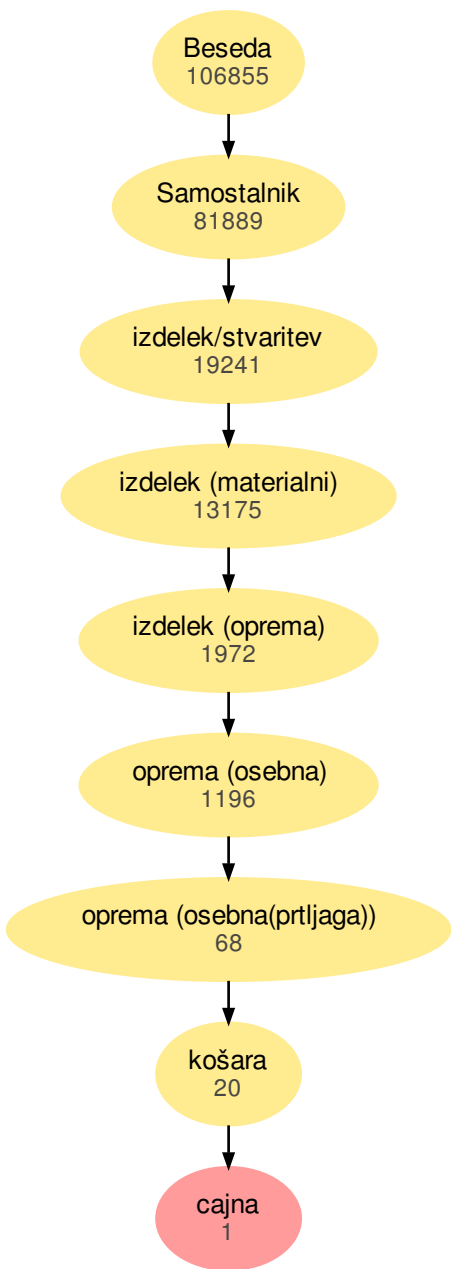 Beseda
106855
Samostalnik
81889
izdelek/stvaritev
19241
izdelek (materialni)
13175
izdelek (oprema)
1972
oprema (osebna)
1196
oprema (osebna(prtljaga))
68
košara
20
cajna
1